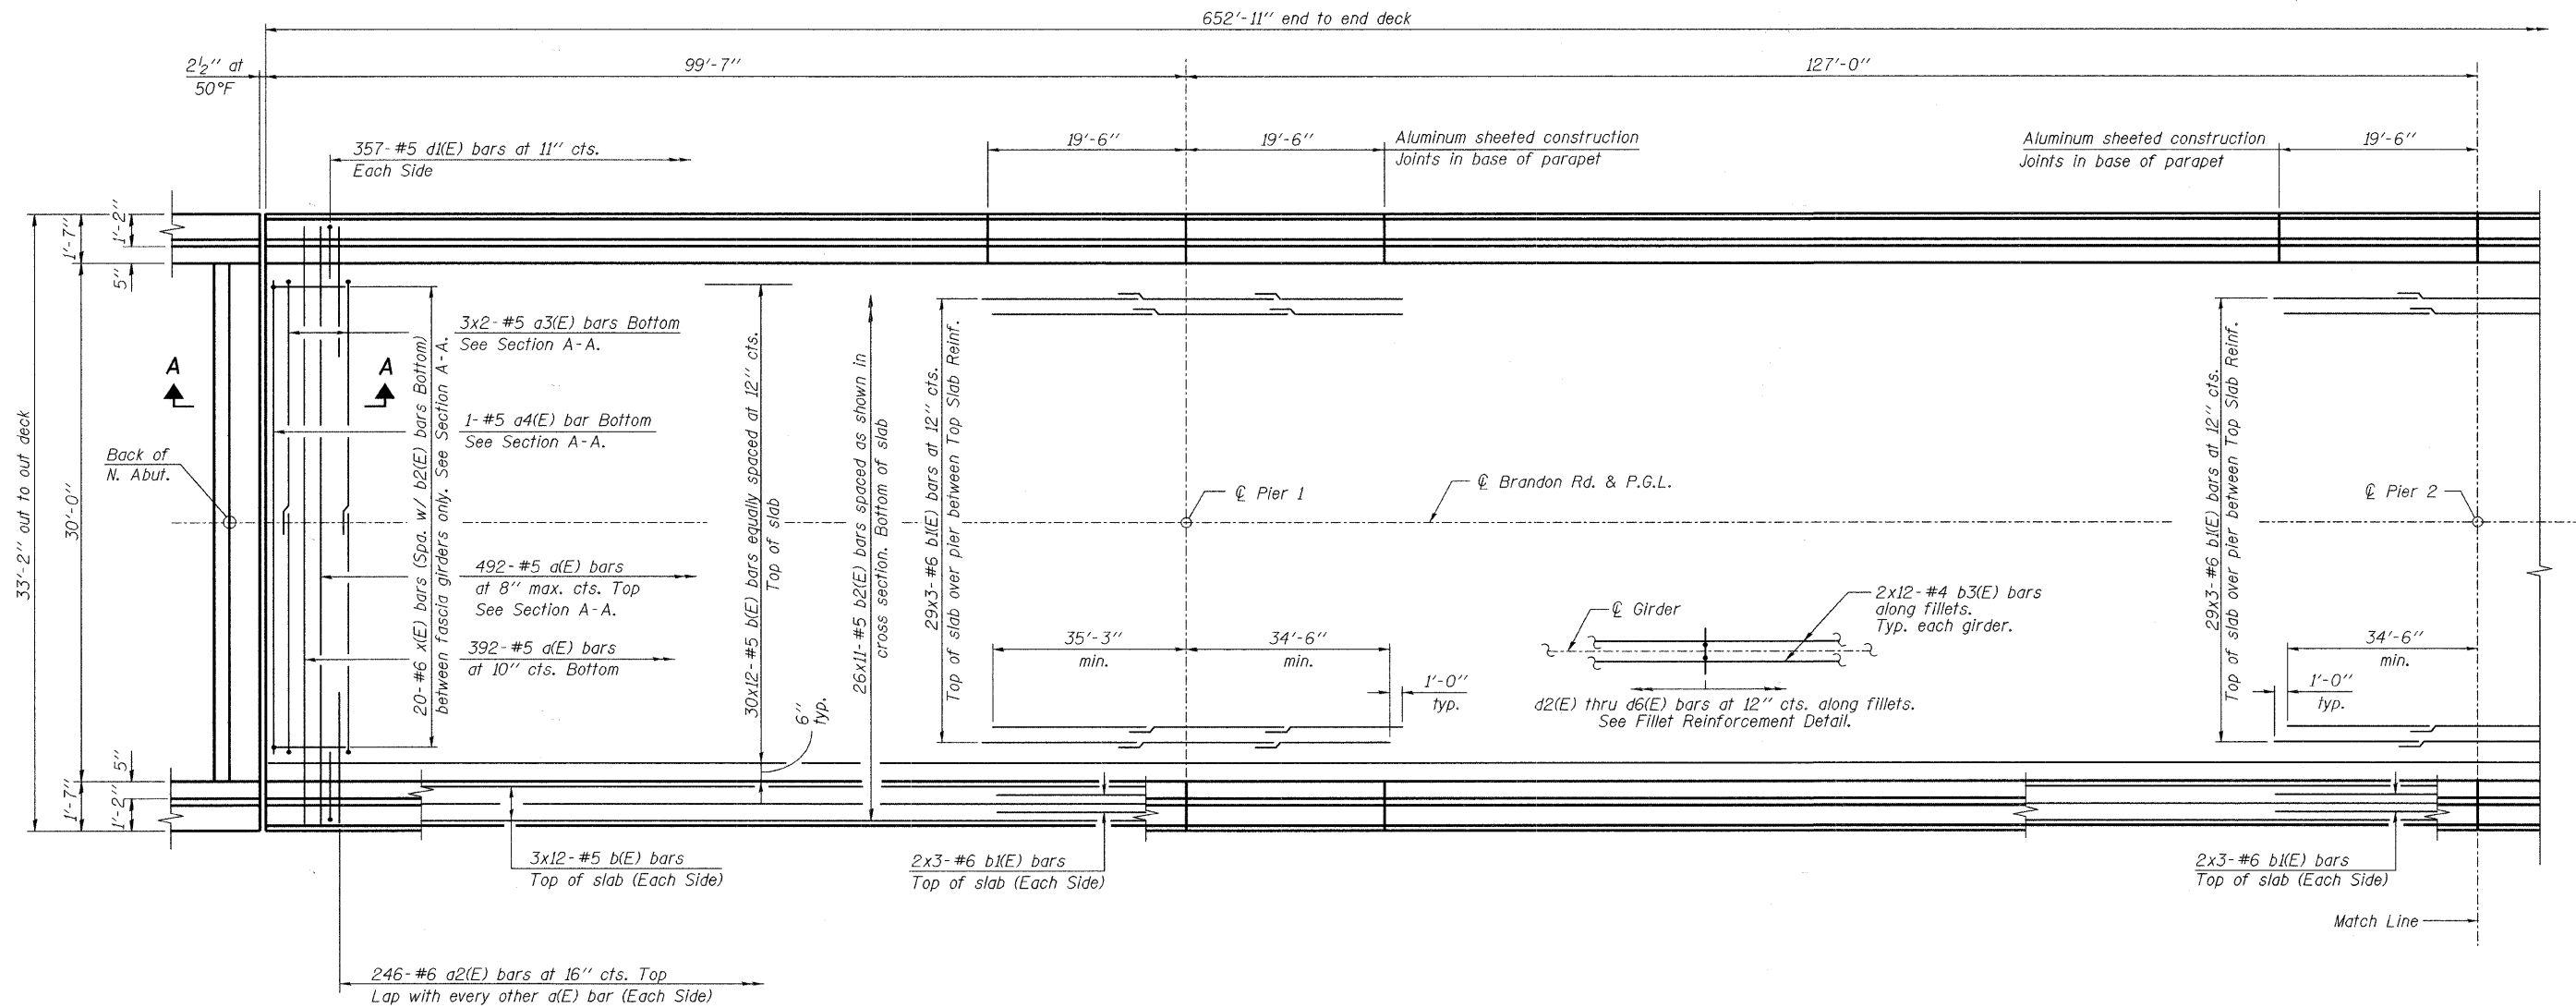 652'-11" end to end deck
2½" at
50°F
99'-7"
127'-0"
357-#5 d1(E) bars at 11" cts.
Each Side
19'-6"
19'-6"
Aluminum sheeted construction
Joints in base of parapet
Aluminum sheeted construction
Joints in base of parapet
19'-6"
33'-2" out to out deck
1'-7"
1'-2"
5"
30'-0"
5"
1'-7"
1'-2"
A
A
Back of
N. Abut.
3x2-#5 a3(E) bars Bottom
See Section A-A.
1-#5 a4(E) bar Bottom
See Section A-A.
492-#5 a(E) bars
at 8" max. cts. Top
See Section A-A.
392-#5 a(E) bars
at 10" cts. Bottom
20-#6 x(E) bars (Spa. w/ b2(E) bars Bottom)
between fascia girders only. See Section A-A.
30x12-#5 b(E) bars equally spaced at 12" cts.
Top of slab
6"
typ.
26x11-#5 b2(E) bars spaced as shown in
cross section. Bottom of slab
29x3-#6 b1(E) bars at 12" cts.
Top of slab over pier between Top Slab Reinf.
℄ Pier 1
℄ Brandon Rd. & P.G.L.
℄ Pier 2
35'-3"
min.
34'-6"
min.
1'-0"
typ.
℄ Girder
2x12-#4 b3(E) bars
along fillets.
Typ. each girder.
d2(E) thru d6(E) bars at 12" cts. along fillets.
See Fillet Reinforcement Detail.
29x3-#6 b1(E) bars at 12" cts.
Top of slab over pier between Top Slab Reinf.
34'-6"
min.
1'-0"
typ.
3x12-#5 b(E) bars
Top of slab (Each Side)
2x3-#6 b1(E) bars
Top of slab (Each Side)
2x3-#6 b1(E) bars
Top of slab (Each Side)
Match Line
246-#6 a2(E) bars at 16" cts. Top
Lap with every other a(E) bar (Each Side)